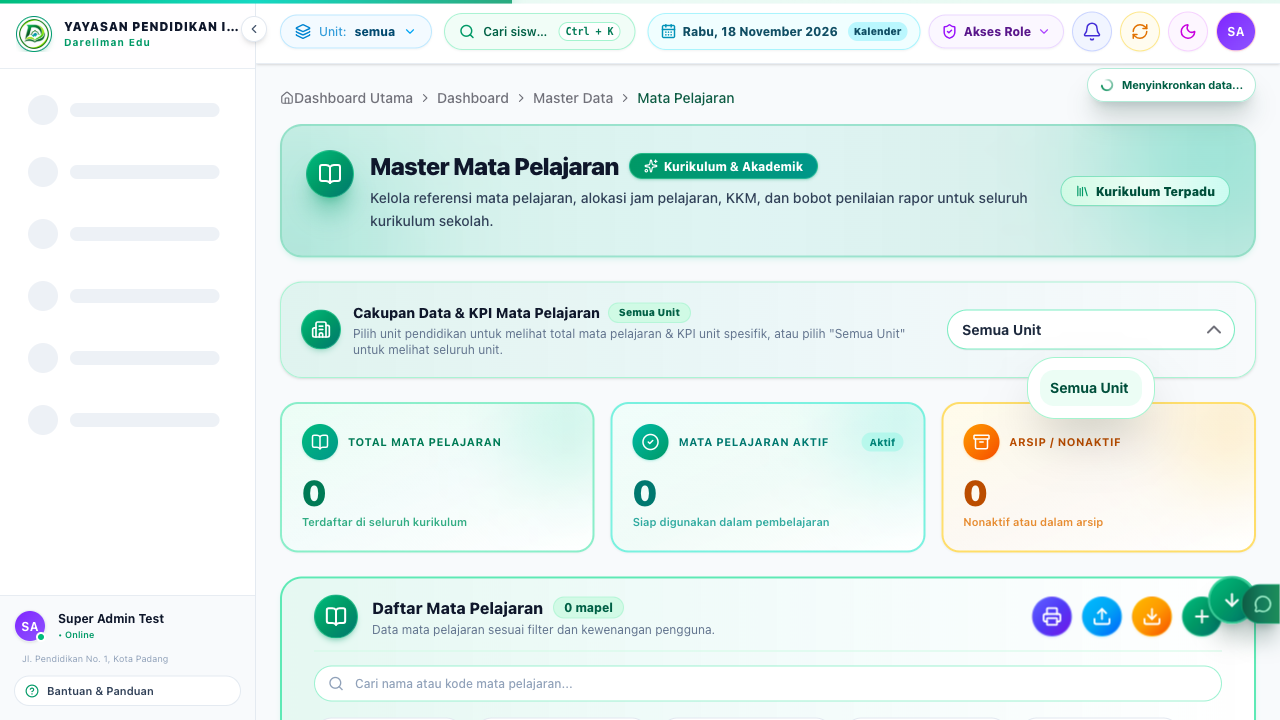 YAYASAN PENDIDIKAN I...
Dareliman Edu
Unit: semua
Cari sisw...
Ctrl + K
Rabu, 18 November 2026
Kalender
Akses Role
SA
Menyinkronkan data...
Dashboard Utama > Dashboard > Master Data > Mata Pelajaran
Master Mata Pelajaran
Kurikulum & Akademik
Kelola referensi mata pelajaran, alokasi jam pelajaran, KKM, dan bobot penilaian rapor untuk seluruh
kurikulum sekolah.
Kurikulum Terpadu
Cakupan Data & KPI Mata Pelajaran
Semua Unit
Pilih unit pendidikan untuk melihat total mata pelajaran & KPI unit spesifik, atau pilih "Semua Unit"
untuk melihat seluruh unit.
Semua Unit
Semua Unit
TOTAL MATA PELAJARAN
0
Terdaftar di seluruh kurikulum
MATA PELAJARAN AKTIF
Aktif
0
Siap digunakan dalam pembelajaran
ARSIP / NONAKTIF
0
Nonaktif atau dalam arsip
Daftar Mata Pelajaran
0 mapel
Data mata pelajaran sesuai filter dan kewenangan pengguna.
Cari nama atau kode mata pelajaran...
SA
Super Admin Test
• Online
Jl. Pendidikan No. 1, Kota Padang
Bantuan & Panduan